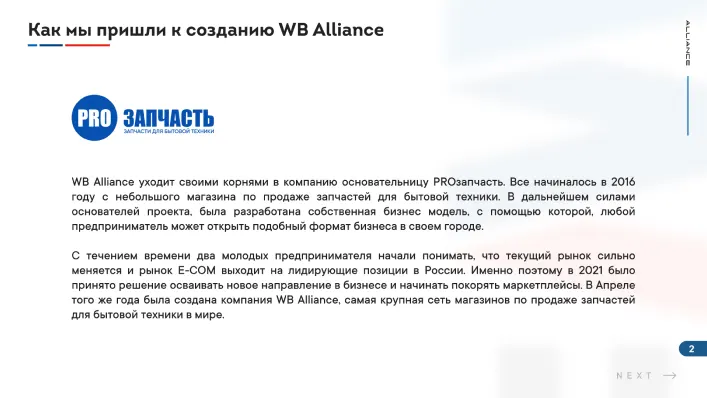 Как мы пришли к созданию WB Alliance
ALLIANCE
PRO ЗАПЧАСТЬ
ЗАПЧАСТИ ДЛЯ БЫТОВОЙ ТЕХНИКИ
WB Alliance уходит своими корнями в компанию основательницу PROзапчасть. Все начиналось в 2016
году с небольшого магазина по продаже запчастей для бытовой техники. В дальнейшем силами
основателей проекта, была разработана собственная бизнес модель, с помощью которой, любой
предприниматель может открыть подобный формат бизнеса в своем городе.
С течением времени два молодых предпринимателя начали понимать, что текущий рынок сильно
меняется и рынок E-COM выходит на лидирующие позиции в России. Именно поэтому в 2021 было
принято решение осваивать новое направление в бизнесе и начинать покорять маркетплейсы. В Апреле
того же года была создана компания WB Alliance, самая крупная сеть магазинов по продаже запчастей
для бытовой техники в мире.
2
NEXT